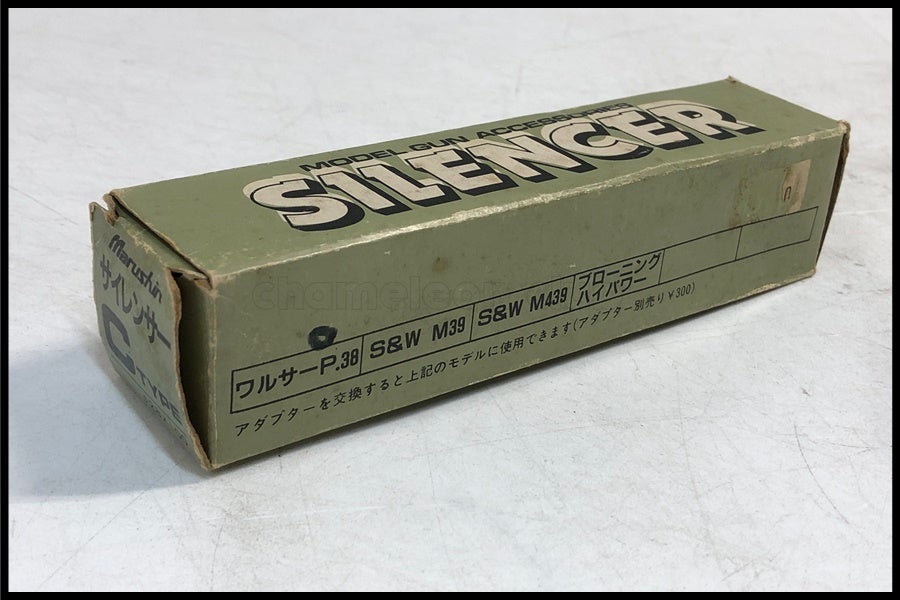 MODELGUN ACCESSORIES
SILENCER
Marushin
サイレンサー
C TYPE
ワルサーP.38
S&W M39
S&W M439
ブローニング
ハイパワー
アダプターを交換すると上記のモデルに使用できます(アダプター別売り¥300)